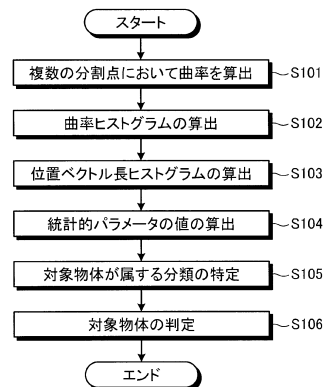 スタート
複数の分割点において曲率を算出 S101
曲率ヒストグラムの算出 S102
位置ベクトル長ヒストグラムの算出 S103
統計的パラメータの値の算出 S104
対象物体が属する分類の特定 S105
対象物体の判定 S106
エンド